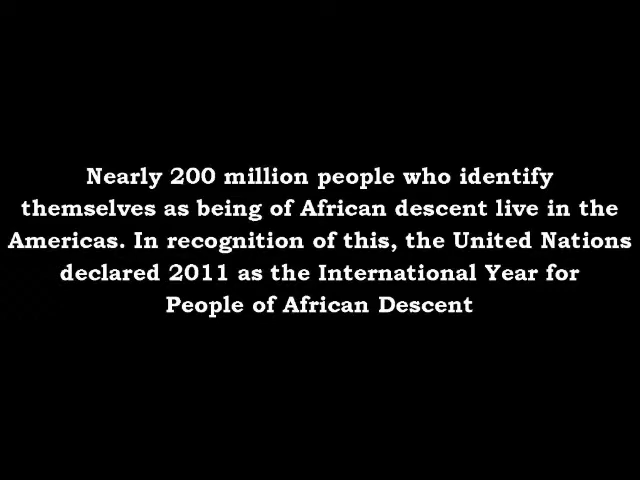 Nearly 200 million people who identify
themselves as being of African descent live in the
Americas. In recognition of this, the United Nations
declared 2011 as the International Year for
People of African Descent